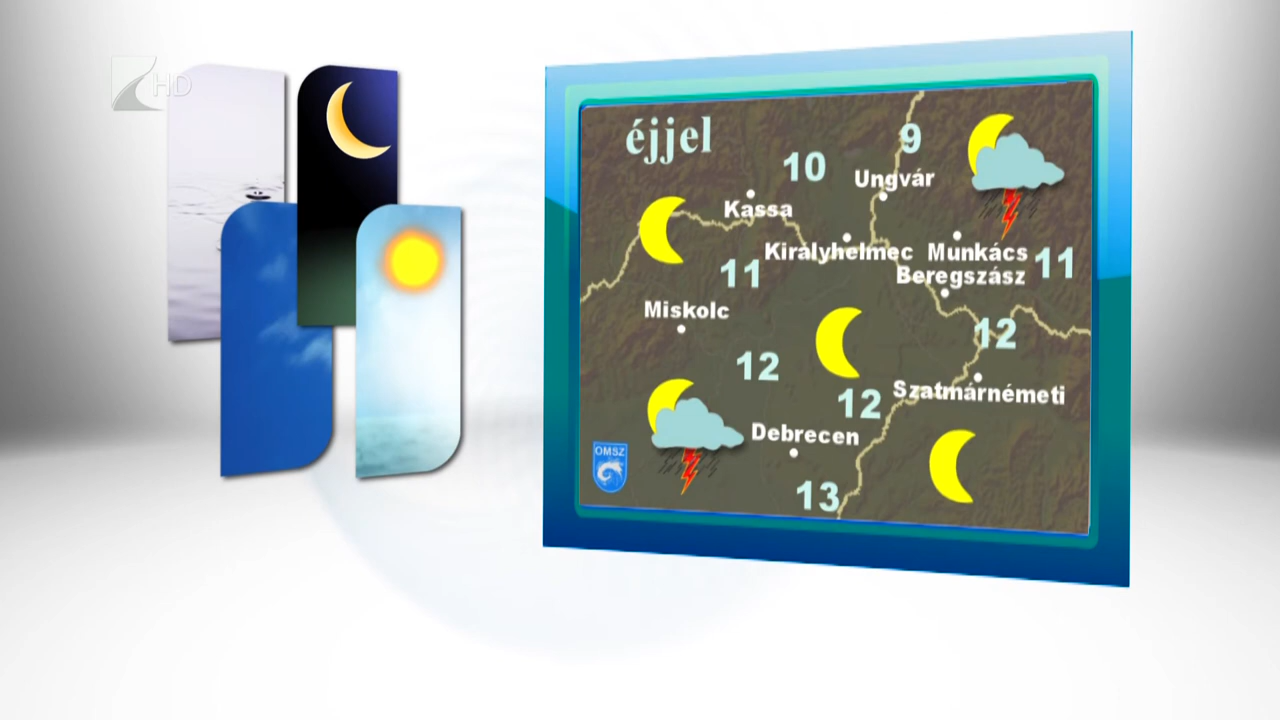 HD
éjjel
9
10
Ungvár
Kassa
Királyhelmec
Munkács
11
11
Beregszász
Miskolc
12
12
Szatmárnémeti
12
Debrecen
OMSZ
13